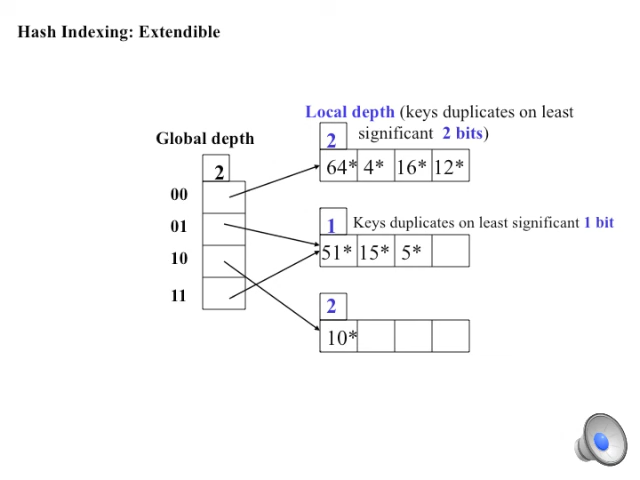 Hash Indexing: Extendible
Local depth (keys duplicates on least
significant 2 bits)
Global depth
2
2
64* 4* 16* 12*
00
01
10
11
1 Keys duplicates on least significant 1 bit
51* 15* 5*
2
10*